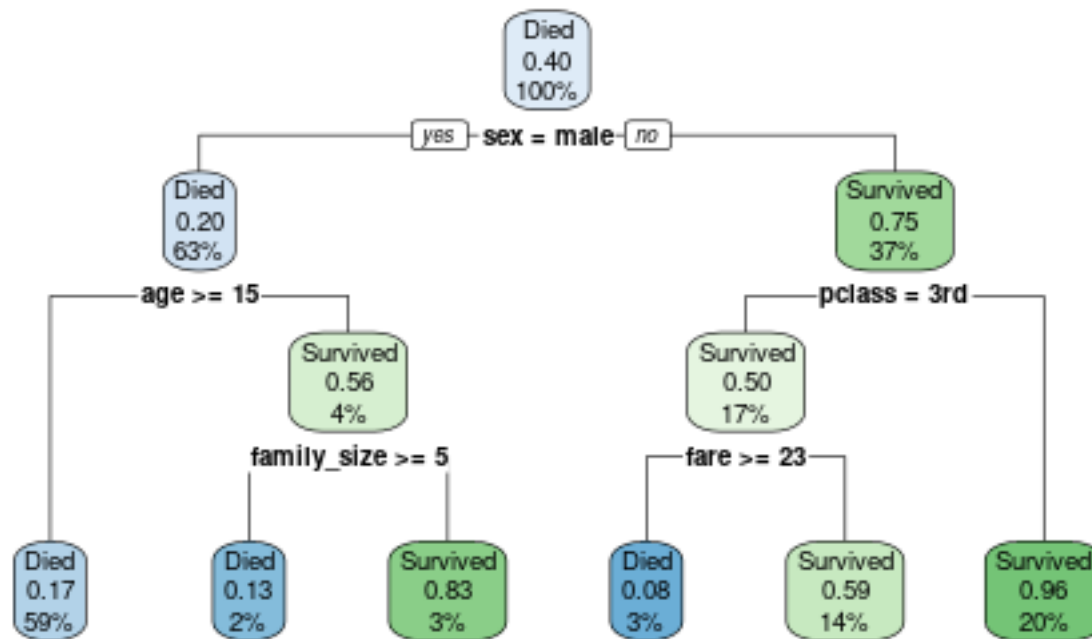 Died
0.40
100%
yes sex = male no
Died
0.20
63%
Survived
0.75
37%
age >= 15
pclass = 3rd
Survived
0.56
4%
Survived
0.50
17%
family_size >= 5
fare >= 23
Died
0.17
59%
Died
0.13
2%
Survived
0.83
3%
Died
0.08
3%
Survived
0.59
14%
Survived
0.96
20%